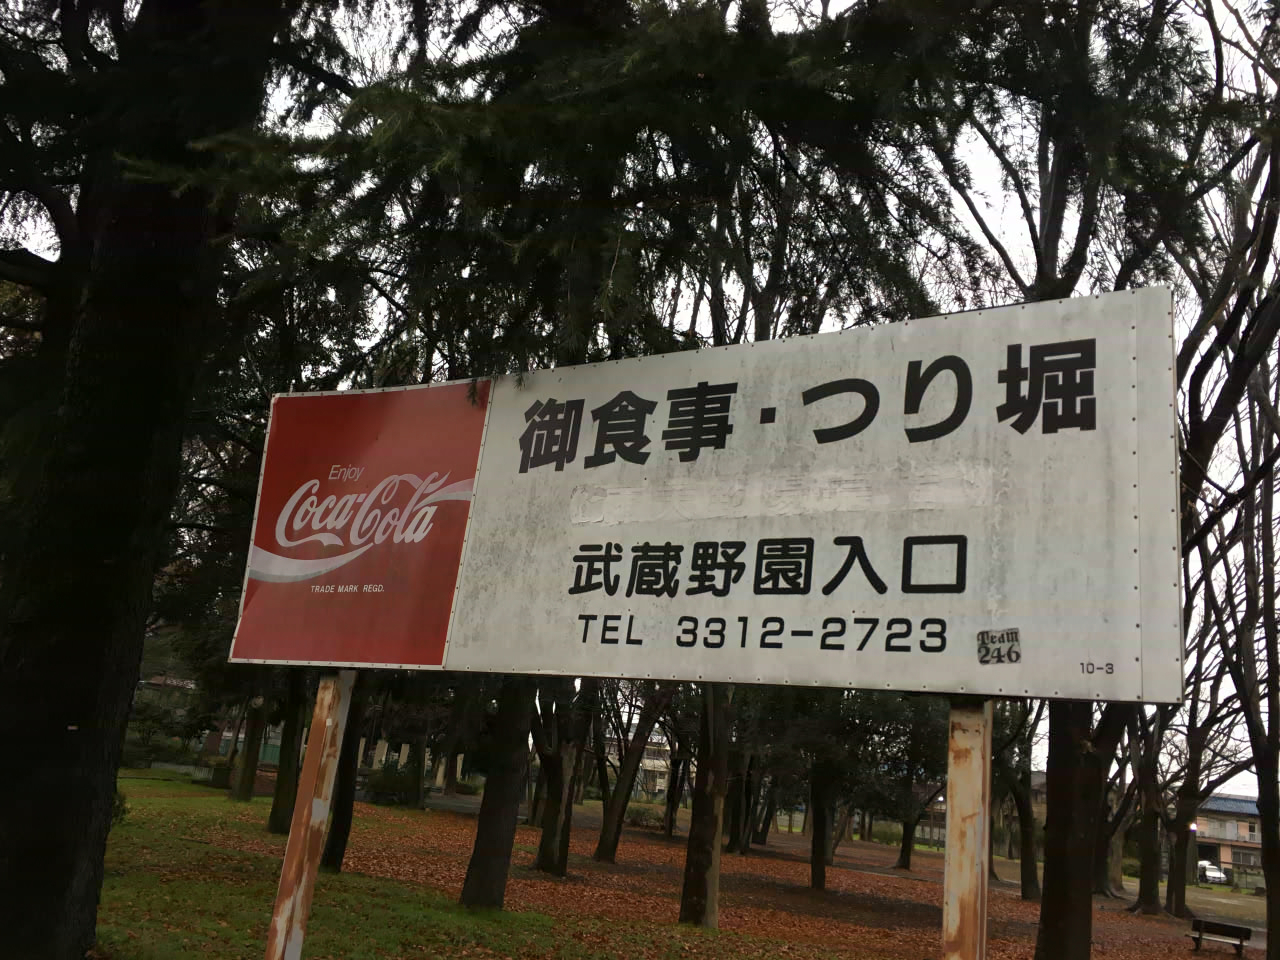 Enjoy
Coca-Cola
TRADE MARK REGD.
御食事・つり堀
武蔵野園入口
TEL 3312-2723
Team
246
10-3